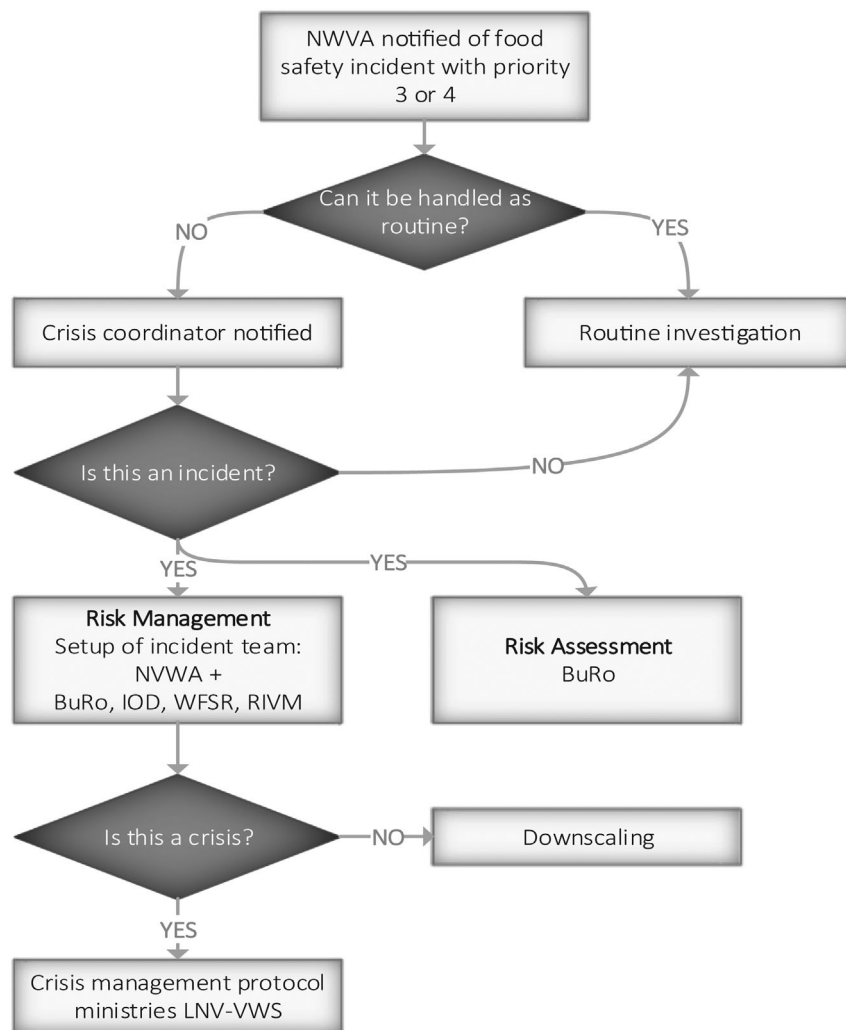 NWVA notified of food
safety incident with priority
3 or 4
Can it be handled as
routine?
NO
YES
Crisis coordinator notified
Routine investigation
Is this an incident?
NO
YES
YES
Risk Management
Setup of incident team:
NVWA +
BuRo, IOD, WFSR, RIVM
Risk Assessment
BuRo
Is this a crisis?
NO
Downscaling
YES
Crisis management protocol
ministries LNV-VWS